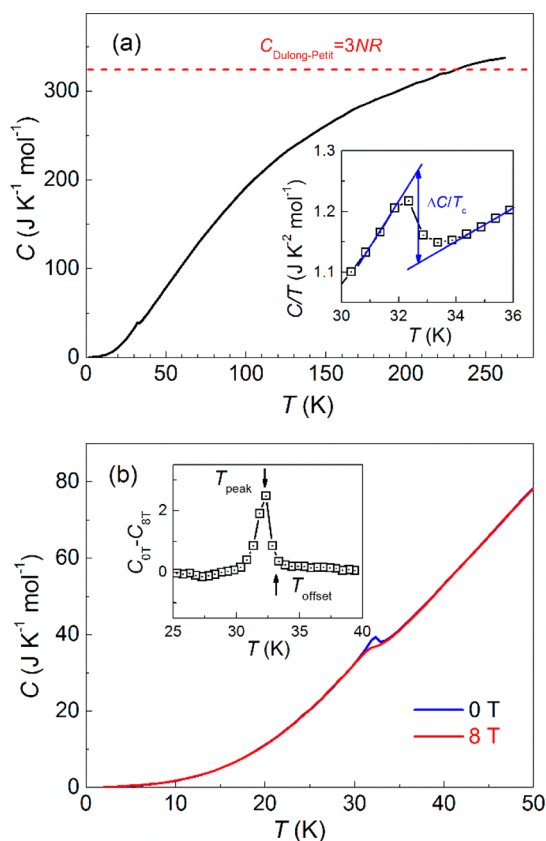 (a)
C_Dulong-Petit=3NR
C (J K⁻¹ mol⁻¹)
300
200
100
0
0 50 100 150 200 250
T (K)
C/T (J K⁻² mol⁻¹)
1.3
1.2
1.1
ΔC/T_c
30 32 34 36
T (K)
(b)
C (J K⁻¹ mol⁻¹)
80
60
40
20
0
0 10 20 30 40 50
T (K)
C_0T-C_8T
2
0
T_peak
T_offset
25 30 35 40
T (K)
0 T
8 T